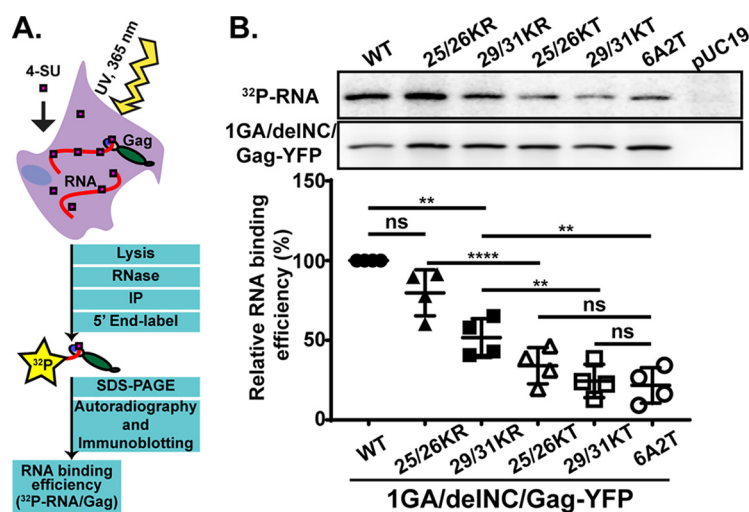 A.
4-SU
UV, 365 nm
Gag
RNA
Lysis
RNase
IP
5' End-label
32P
SDS-PAGE
Autoradiography
and
Immunoblotting
RNA binding
efficiency
(³²P-RNA/Gag)
B.
WT 25/26KR 29/31KR 25/26KT 29/31KT 6A2T pUC19
³²P-RNA
1GA/delNC/
Gag-YFP
Relative RNA binding
efficiency (%)
150
100
50
0
** **
ns
****
**
ns
ns
WT 25/26KR 29/31KR 25/26KT 29/31KT 6A2T
1GA/delNC/Gag-YFP